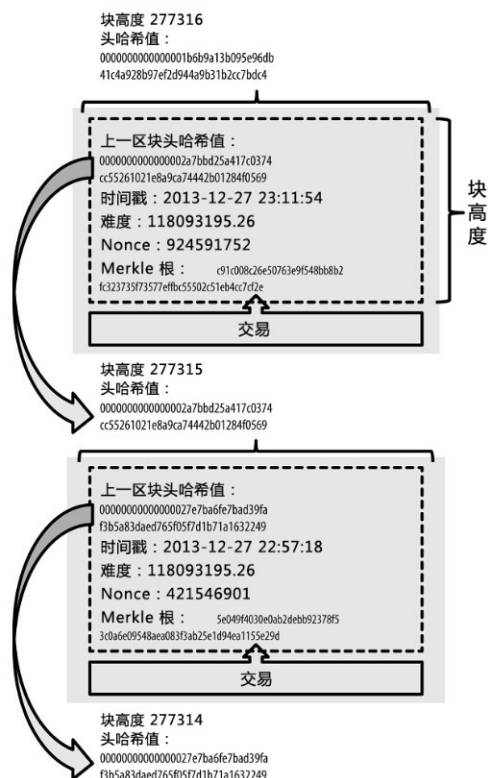 块高度 277316
头哈希值：
0000000000000001b6b9a13b095e96db
41c4a928b97ef2d944a9b31b2cc7bdc4
上一区块头哈希值：
0000000000000002a7bbd25a417c0374
cc55261021e8a9ca74442b01284f0569
时间戳：2013-12-27 23:11:54
难度：118093195.26
Nonce：924591752
Merkle 根： c91c008c26e50763e9f548bb8b2
fc323735f73577effbc55502c51eb4cc7cf2e
交易
块高度
块高度 277315
头哈希值：
0000000000000002a7bbd25a417c0374
cc55261021e8a9ca74442b01284f0569
上一区块头哈希值：
00000000000000027e7ba6fe7bad39fa
f3b5a83daed765f05f7d1b71a1632249
时间戳：2013-12-27 22:57:18
难度：118093195.26
Nonce：421546901
Merkle 根： 5e049f4030e0ab2debb92378f5
3c0a6e09548aea083f3ab25e1d94ea1155e29d
交易
块高度 277314
头哈希值：
00000000000000027e7ba6fe7bad39fa
f3b5a83daed765f05f7d1b71a1632249